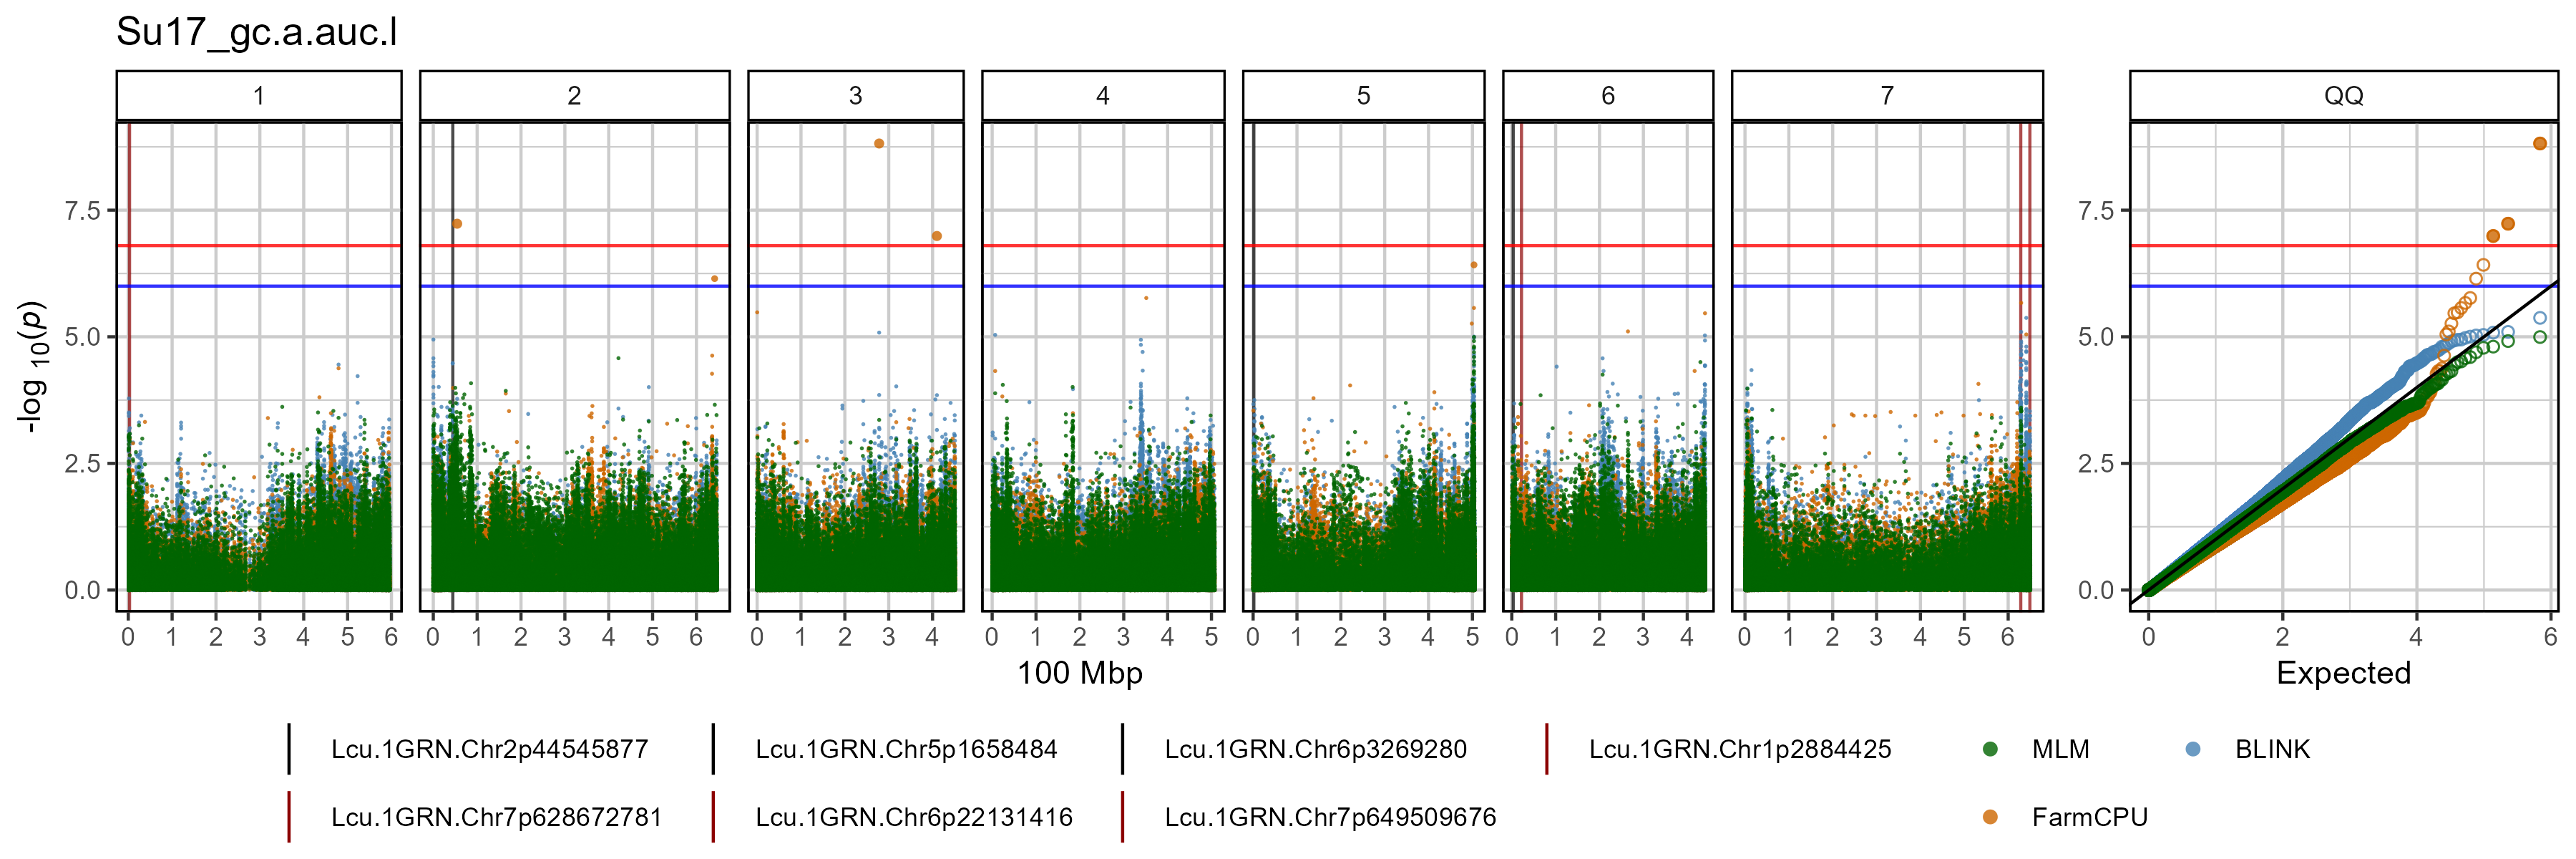 Su17_gc.a.auc.l
1 2 3 4 5 6 7 QQ
-log 10(p)
7.5
5.0
2.5
0.0
7.5
5.0
2.5
0.0
0 1 2 3 4 5 6 0 1 2 3 4 5 6 0 1 2 3 4 0 1 2 3 4 5 0 1 2 3 4 5 0 1 2 3 4 0 1 2 3 4 5 6 0 2 4 6
100 Mbp Expected
Lcu.1GRN.Chr2p44545877 Lcu.1GRN.Chr5p1658484 Lcu.1GRN.Chr6p3269280 Lcu.1GRN.Chr1p2884425 MLM BLINK
Lcu.1GRN.Chr7p628672781 Lcu.1GRN.Chr6p22131416 Lcu.1GRN.Chr7p649509676 FarmCPU